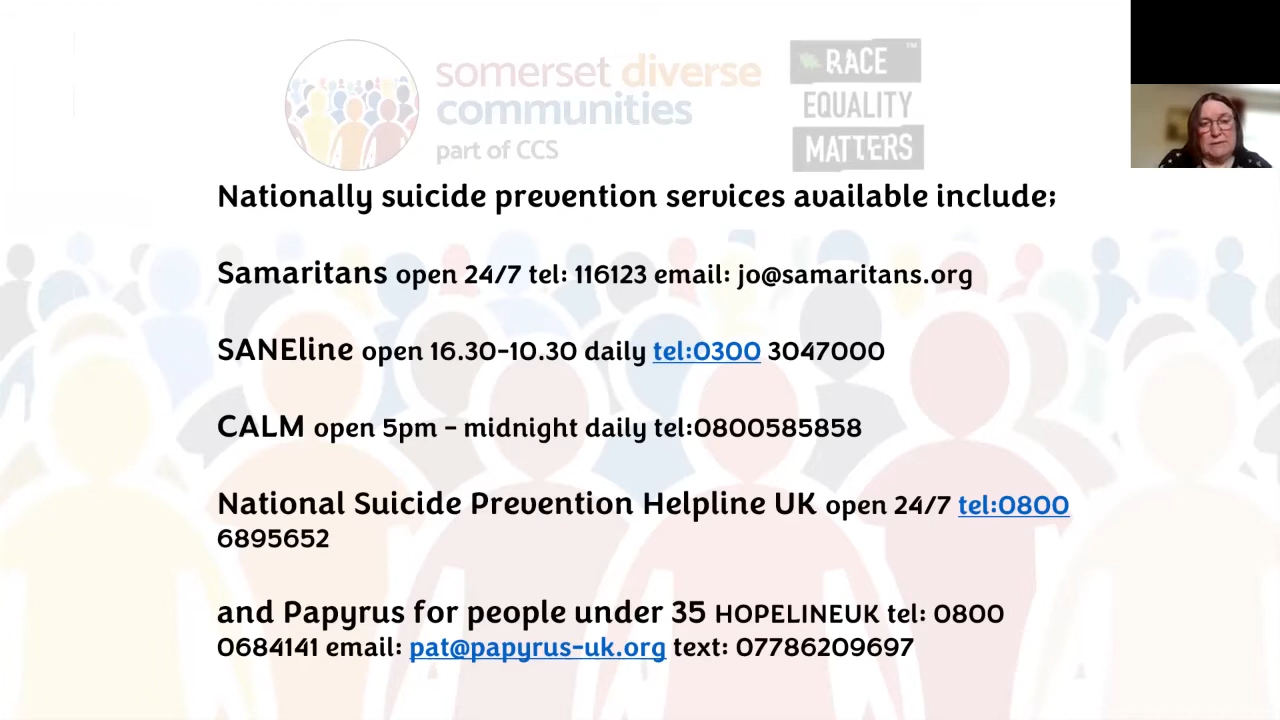 somerset diverse
communities
part of CCS
RACE ™
EQUALITY
MATTERS
Nationally suicide prevention services available include;
Samaritans open 24/7 tel: 116123 email: jo@samaritans.org
SANEline open 16.30-10.30 daily tel:0300 3047000
CALM open 5pm - midnight daily tel:0800585858
National Suicide Prevention Helpline UK open 24/7 tel:0800
6895652
and Papyrus for people under 35 HOPELINEUK tel: 0800
0684141 email: pat@papyrus-uk.org text: 07786209697